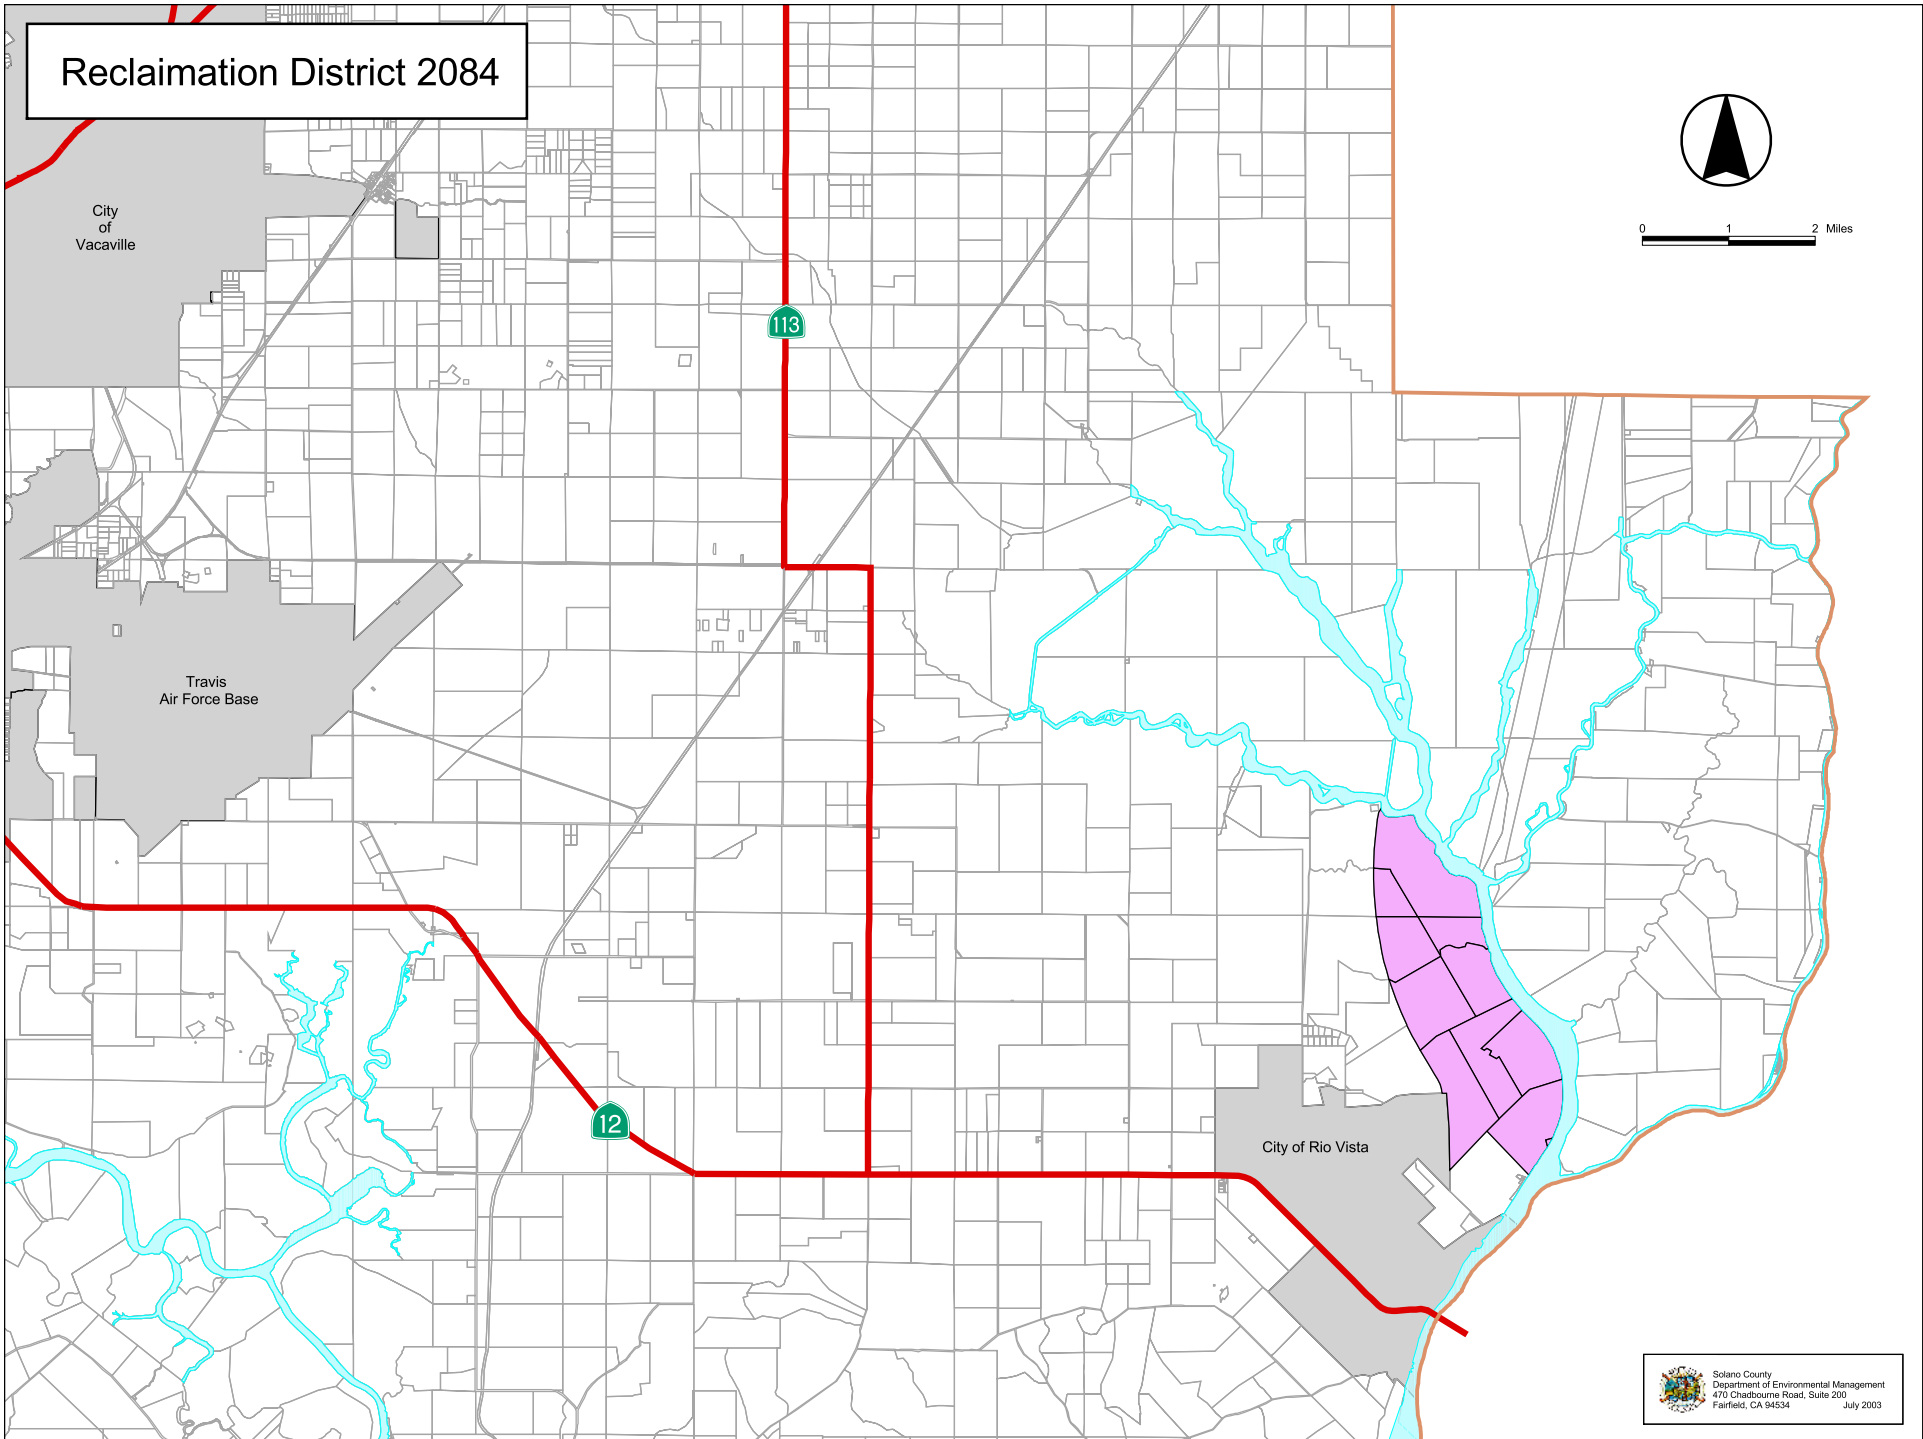 Reclaimation District 2084
City
of
Vacaville
0 1 2 Miles
113
Travis
Air Force Base
12
City of Rio Vista
Solano County
Department of Environmental Management
470 Chadbourne Road, Suite 200
Fairfield, CA 94534 July 2003